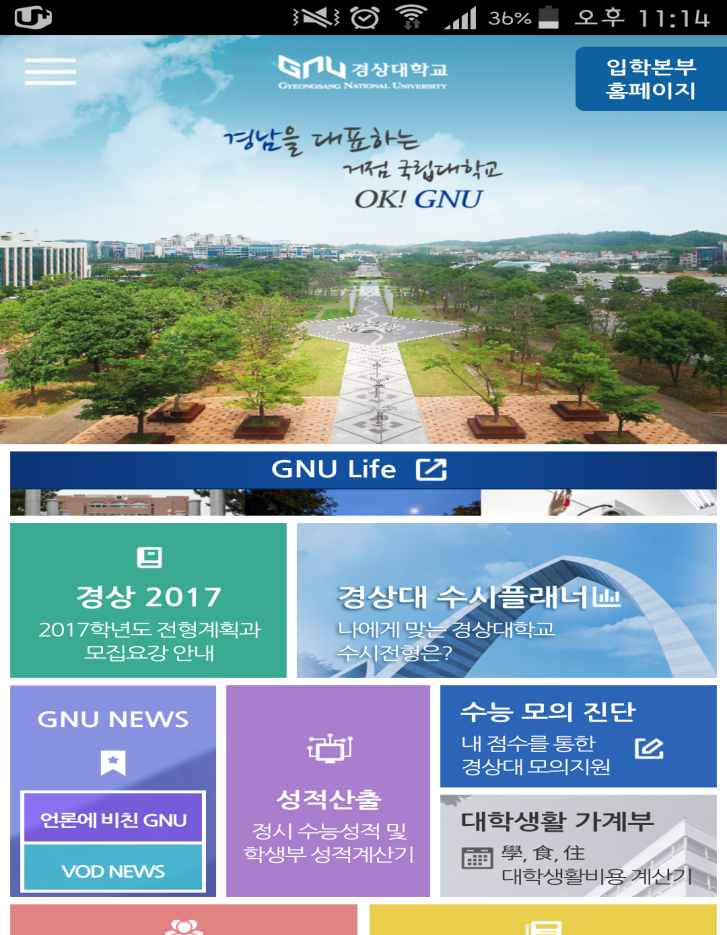 U+ 36% 오후 11:14
GNU 경상대학교
GYEONGSANG NATIONAL UNIVERSITY
입학본부
홈페이지
경남을 대표하는
거점 국립대학교
OK! GNU
GNU Life
경상 2017
2017학년도 전형계획과
모집요강 안내
경상대 수시플래너
나에게 맞는 경상대학교
수시전형은?
GNU NEWS
언론에 비친 GNU
VOD NEWS
성적산출
정시 수능성적 및
학생부 성적계산기
수능 모의 진단
내 점수를 통한
경상대 모의지원
대학생활 가계부
學, 食, 住
대학생활비용 계산기